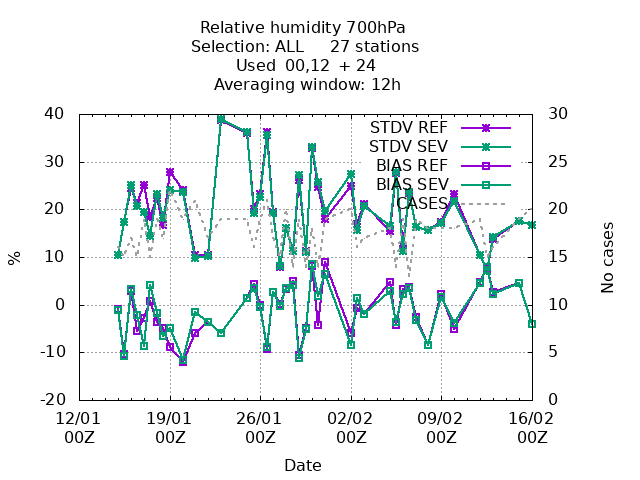 Relative humidity 700hPa
Selection: ALL 27 stations
Used 00,12 + 24
Averaging window: 12h
STDV REF
STDV SEV
BIAS REF
BIAS SEV
CASES
40
30
20
10
0
-10
-20
%
30
25
20
15
10
5
0
No cases
12/01 19/01 26/01 02/02 09/02 16/02
00Z 00Z 00Z 00Z 00Z 00Z
Date